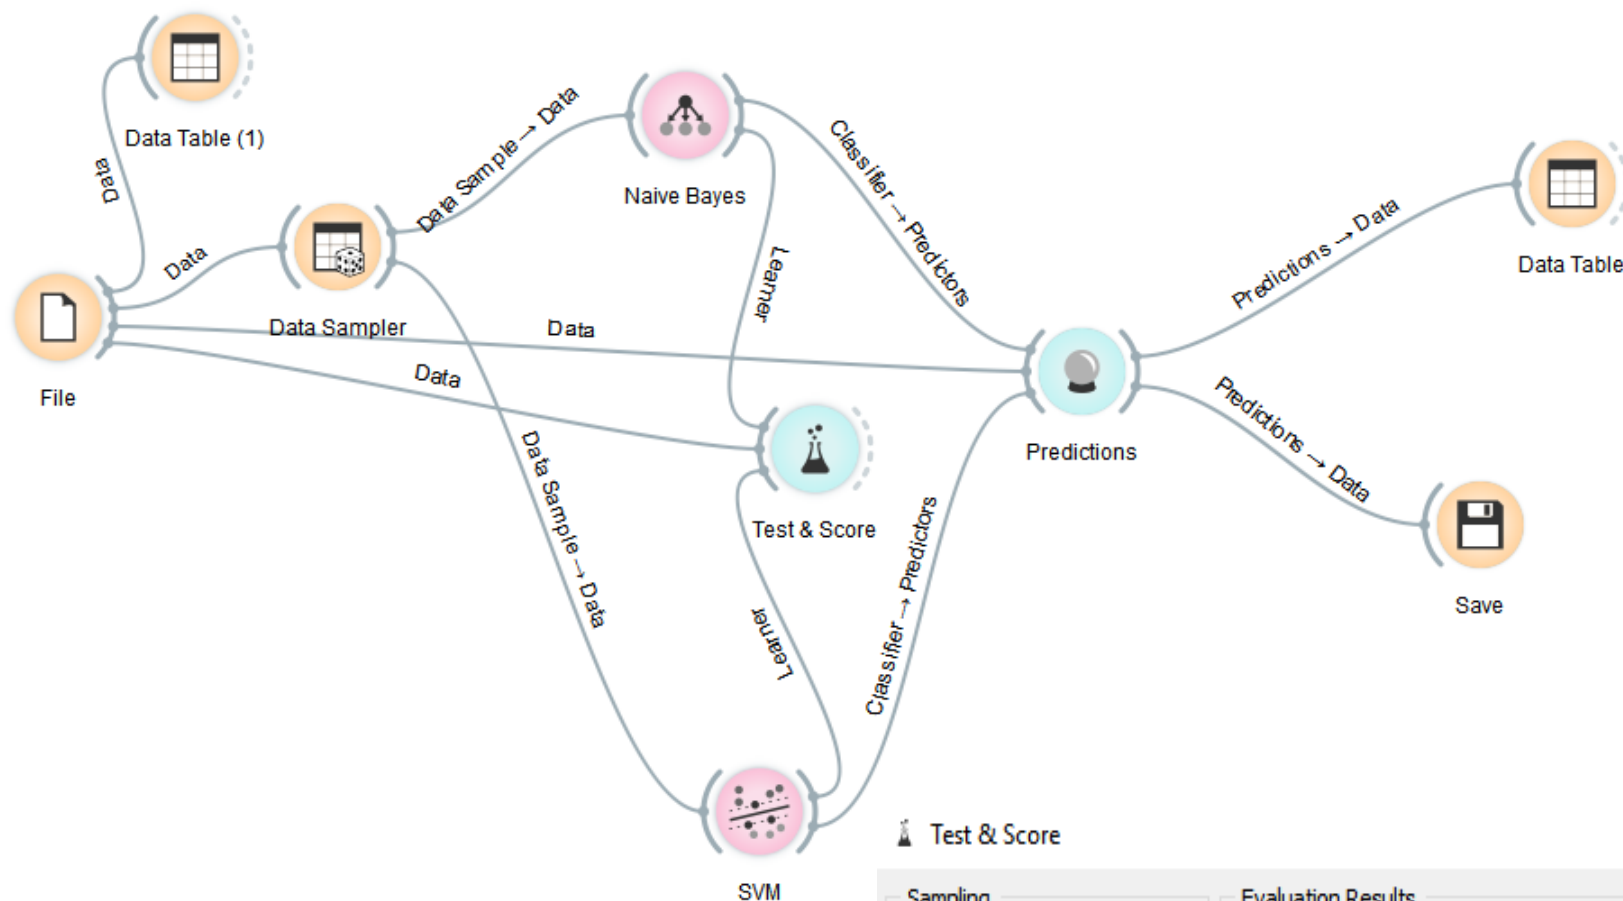 Data Table (1)
Data
Data
Data Sampler
File
Data Sample → Data
Naive Bayes
Data
Data
Data Sample → Data
Learner
Classifier → Predictors
Test & Score
Learner
Classifier → Predictors
SVM
Predictions
Predictions → Data
Data Table
Predictions → Data
Save
Test & Score
Sampling
Evaluation Results